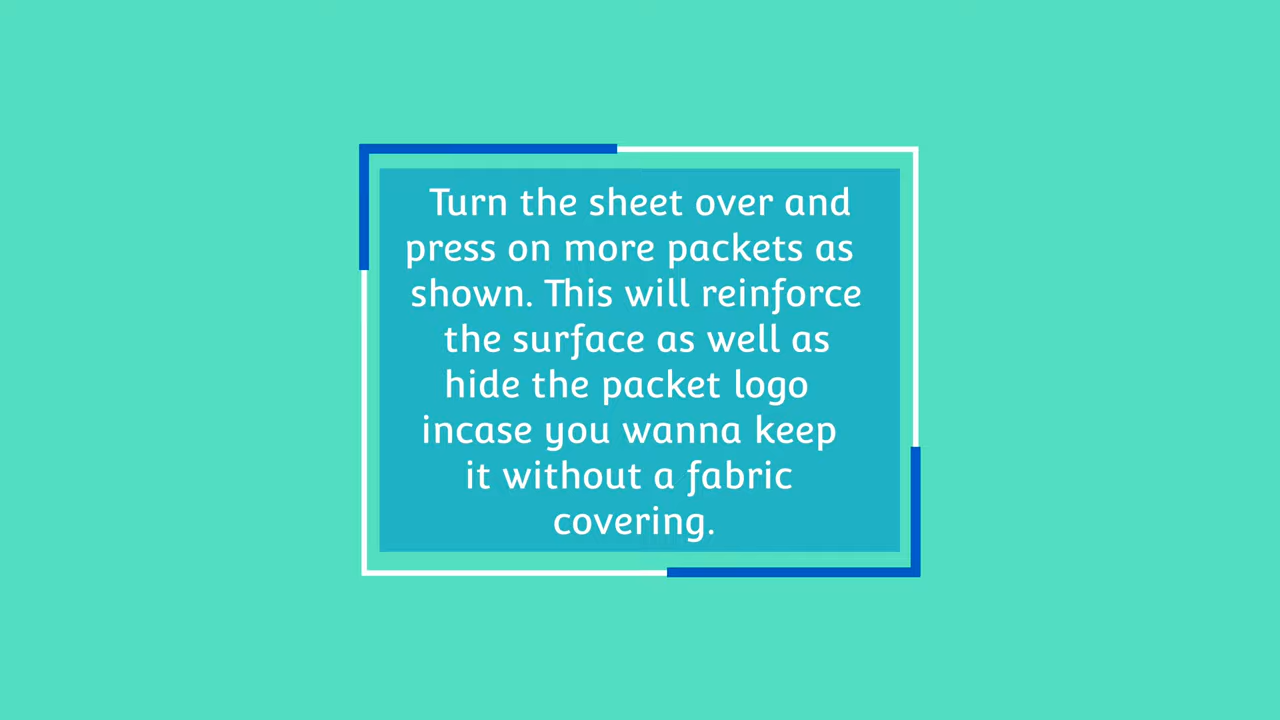 Turn the sheet over and
press on more packets as
shown. This will reinforce
the surface as well as
hide the packet logo
incase you wanna keep
it without a fabric
covering.